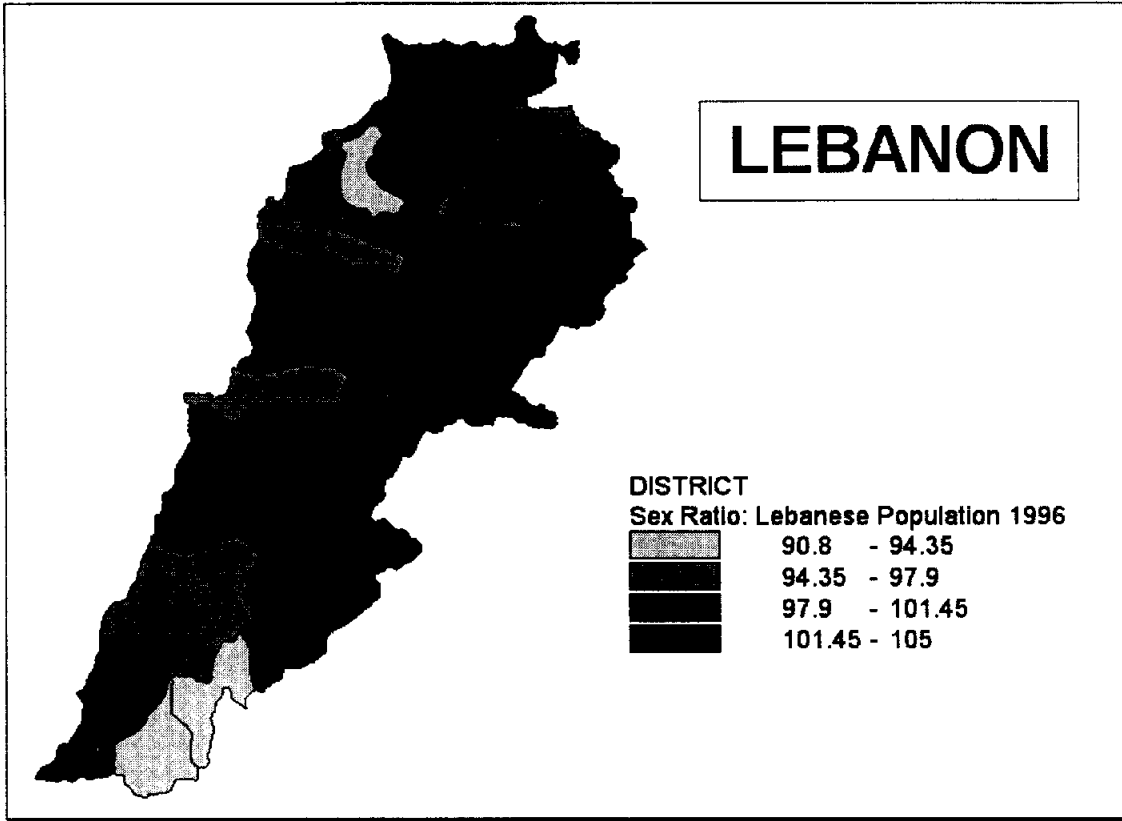 LEBANON
DISTRICT
Sex Ratio: Lebanese Population 1996
90.8 - 94.35
94.35 - 97.9
97.9 - 101.45
101.45 - 105